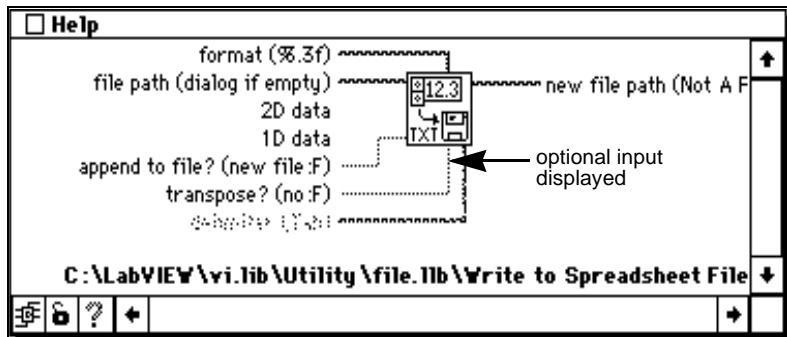 Help
format (%.3f)
file path (dialog if empty)
12.3
new file path (Not A F
2D data
TXT
1D data
append to file? (new file:F)
optional input
displayed
transpose? (no:F)
C:\LabVIEW\vi.lib\Utility\file.llb\Write to Spreadsheet File
?